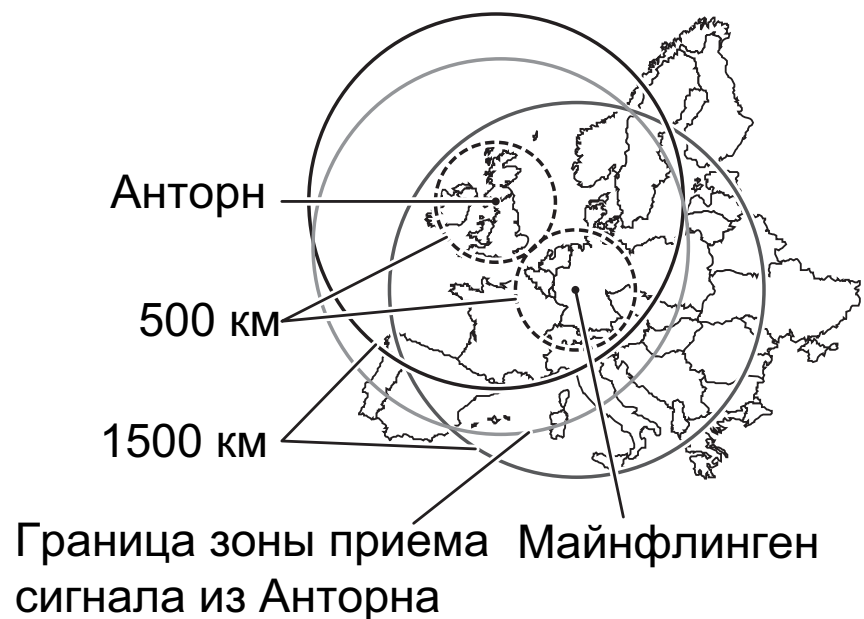 Анторн
500 км
1500 км
Граница зоны приема
сигнала из Анторна
Майнфлинген